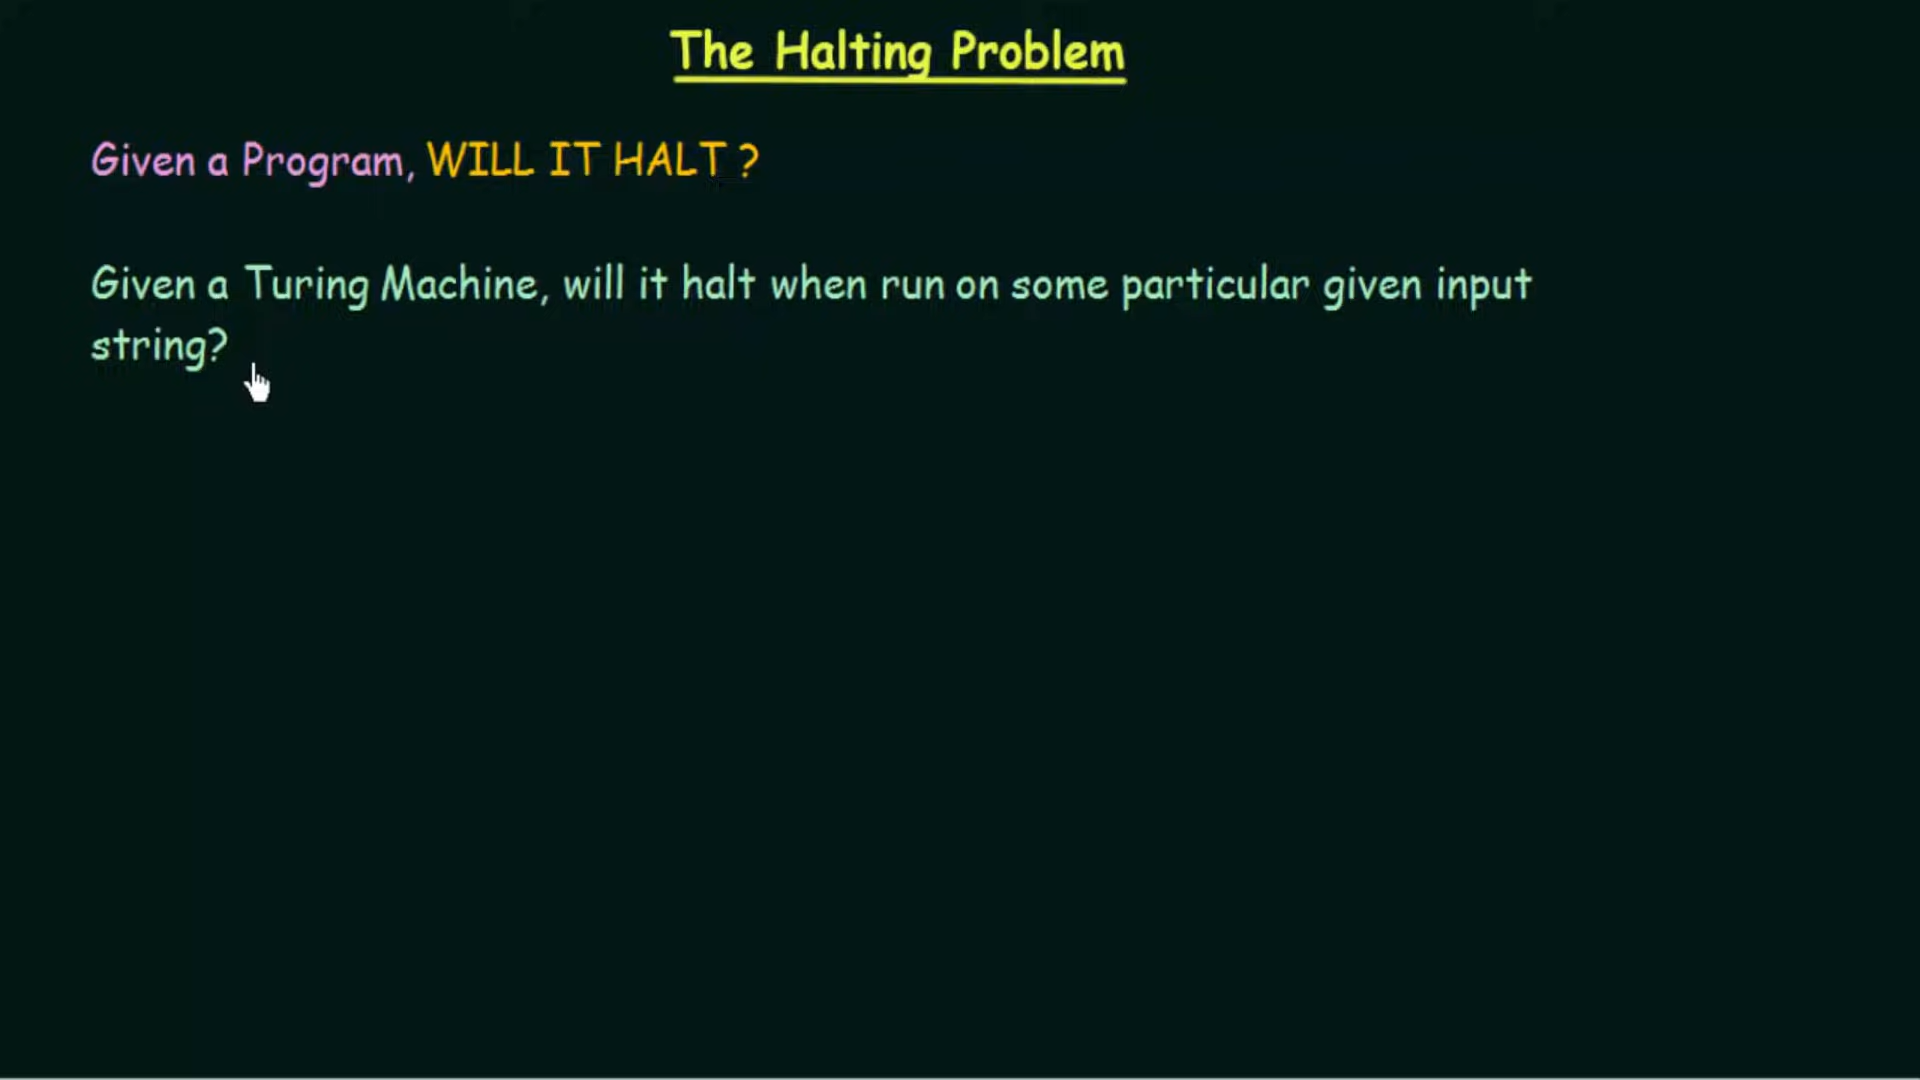 The Halting Problem
Given a Program, WILL IT HALT ?
Given a Turing Machine, will it halt when run on some particular given input
string?